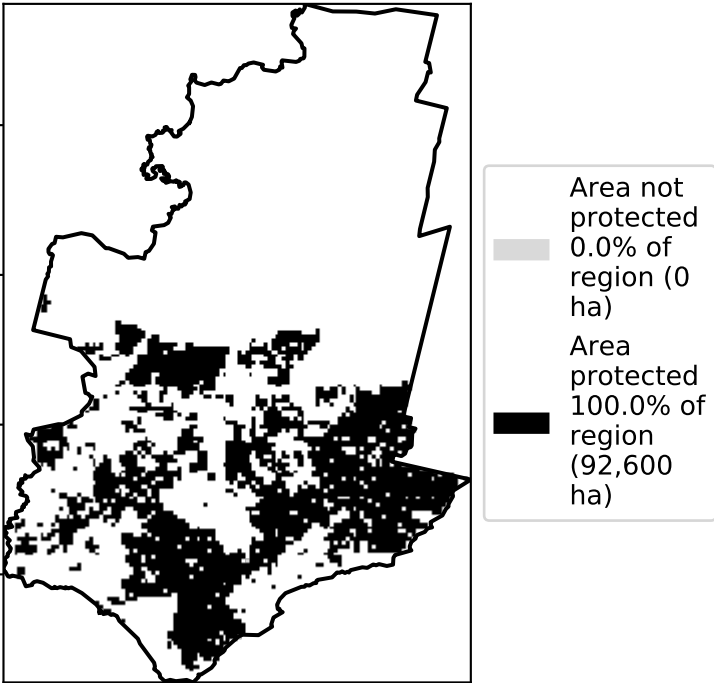 Area not
protected
0.0% of
region (0
ha)
Area
protected
100.0% of
region
(92,600
ha)